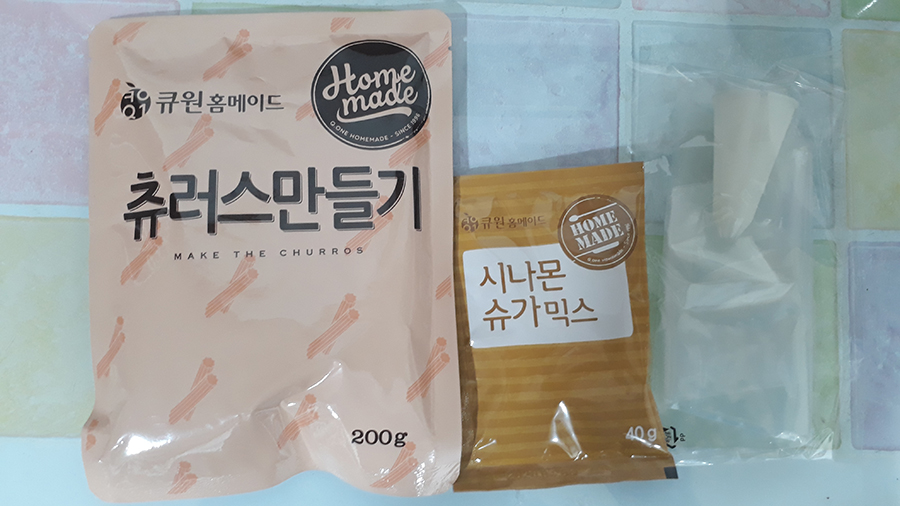 큐원 홈메이드
Home
made
Q ONE HOMEMADE - SINCE 1996
츄러스만들기
MAKE THE CHURROS
200g
큐원 홈메이드
HOME
MADE
시나몬
슈가믹스
40g